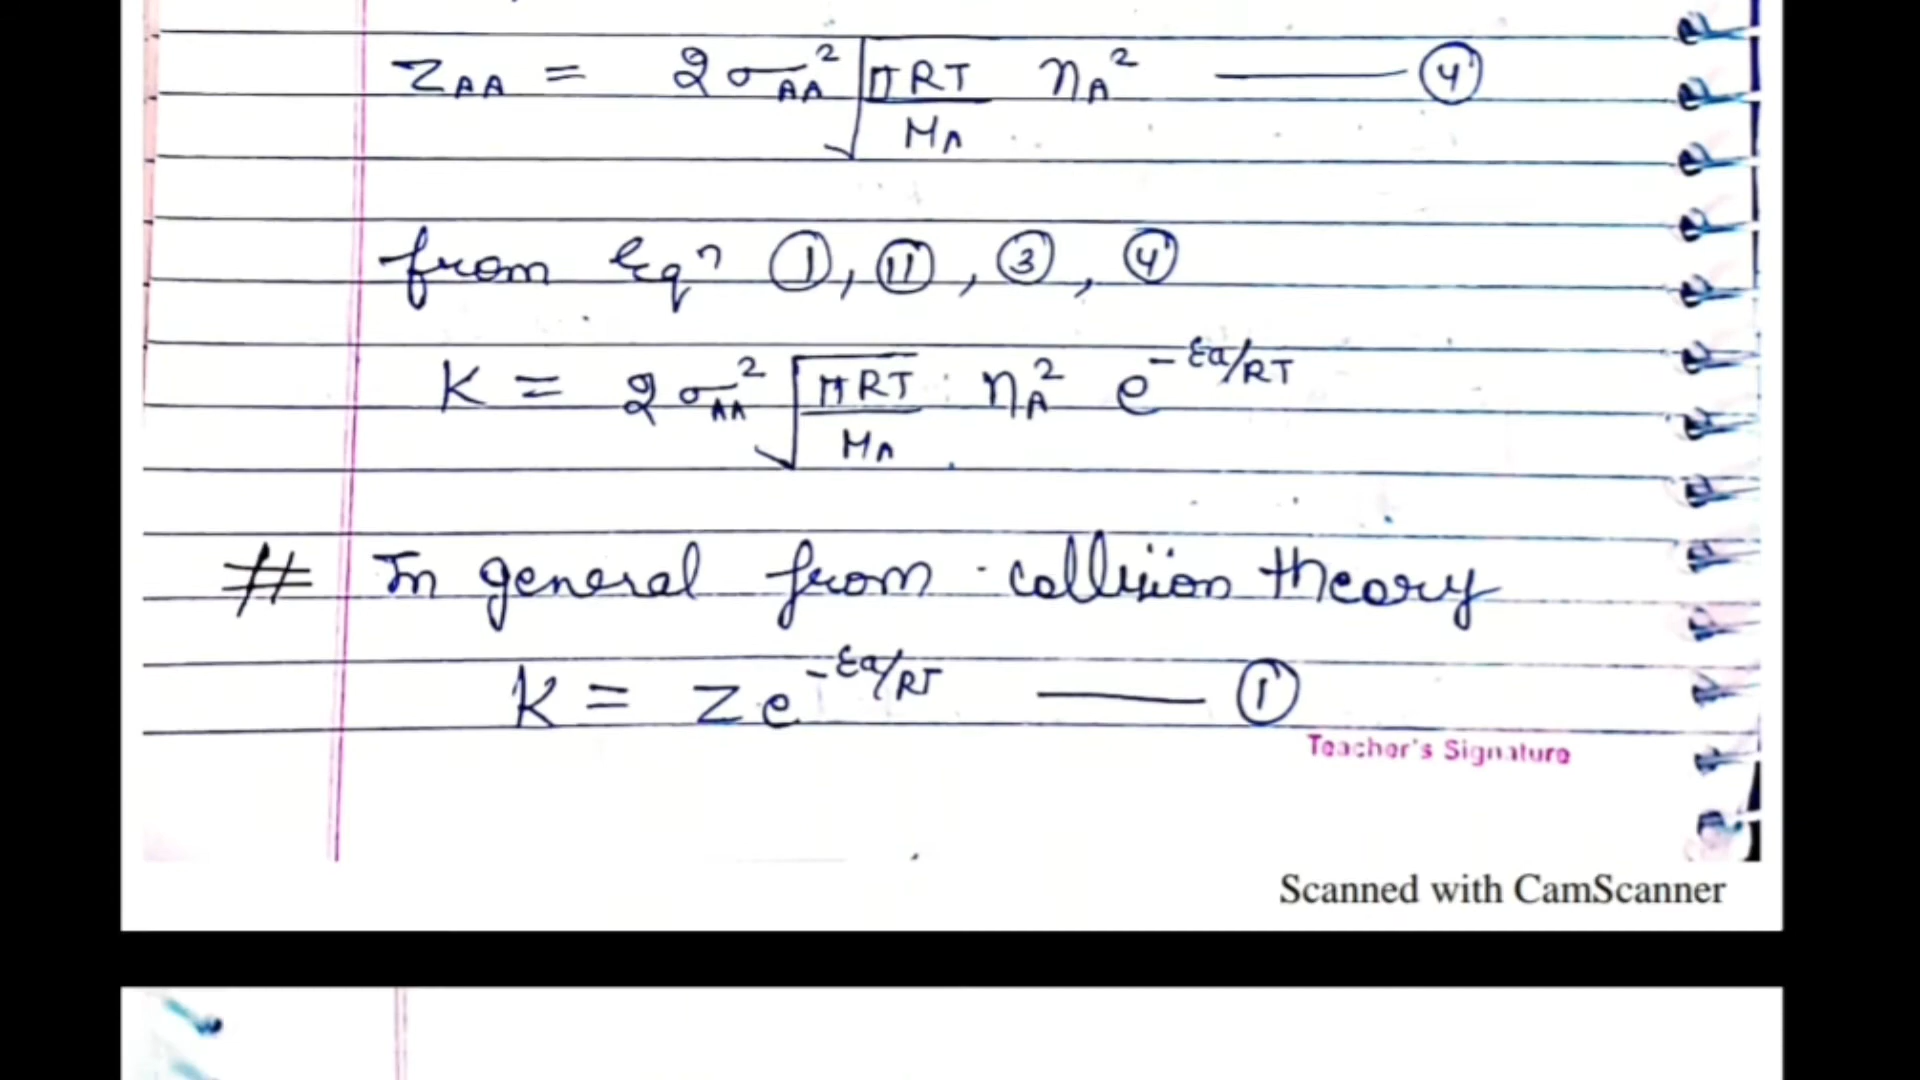 Z_AA = 2σ_AA² √(πRT/M_A) n_A² —— ④
from eqn ①, ⑪, ③, ④
K = 2σ_AA² √(πRT/M_A) n_A² e^(-Ea/RT)
# In general from collision theory
K = Ze^(-Ea/RT) —— ①
Teacher's Signature
Scanned with CamScanner